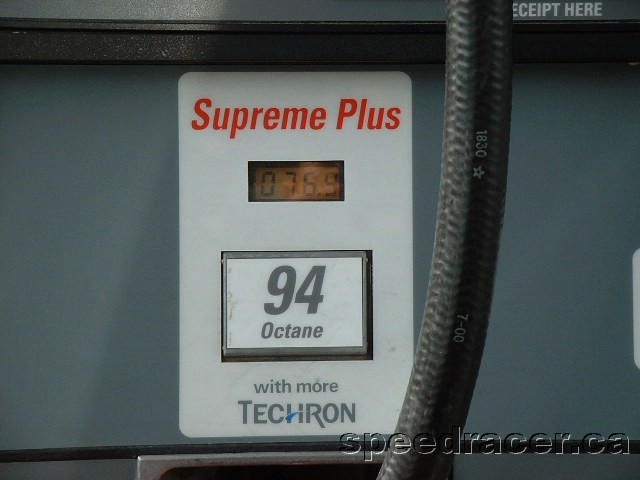 ECEIPT HERE
Supreme Plus
076.9
94
Octane
with more
TECHRON
1830 ☆
7-00
speedracer.ca